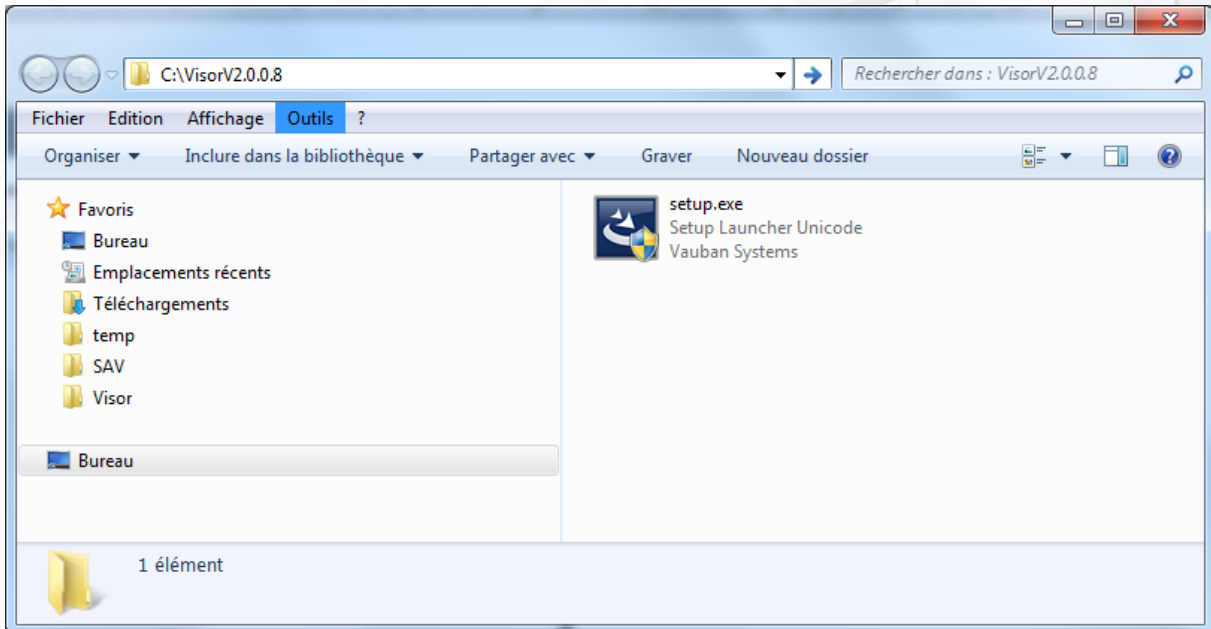 C:\VisorV2.0.0.8
Rechercher dans : VisorV2.0.0.8
Fichier Edition Affichage Outils ?
Organiser Inclure dans la bibliothèque Partager avec Graver Nouveau dossier
Favoris
Bureau
Emplacements récents
Téléchargements
temp
SAV
Visor
Bureau
setup.exe
Setup Launcher Unicode
Vauban Systems
1 élément